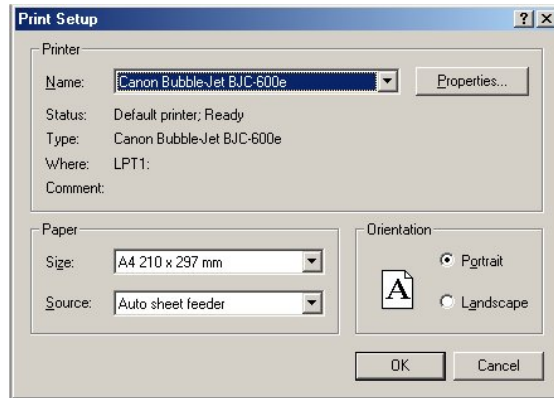 Print Setup
Printer
Name: Canon Bubble-Jet BJC-600e Properties...
Status: Default printer; Ready
Type: Canon Bubble-Jet BJC-600e
Where: LPT1:
Comment:
Paper
Size: A4 210 x 297 mm
Source: Auto sheet feeder
Orientation
A
Portrait
Landscape
OK Cancel